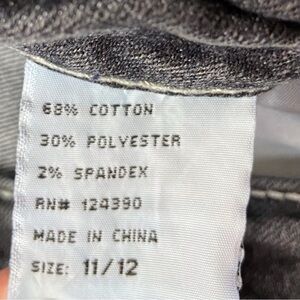 68% COTTON
30% POLYESTER
2% SPANDEX
RN# 124390
MADE IN CHINA
SIZE: 11/12